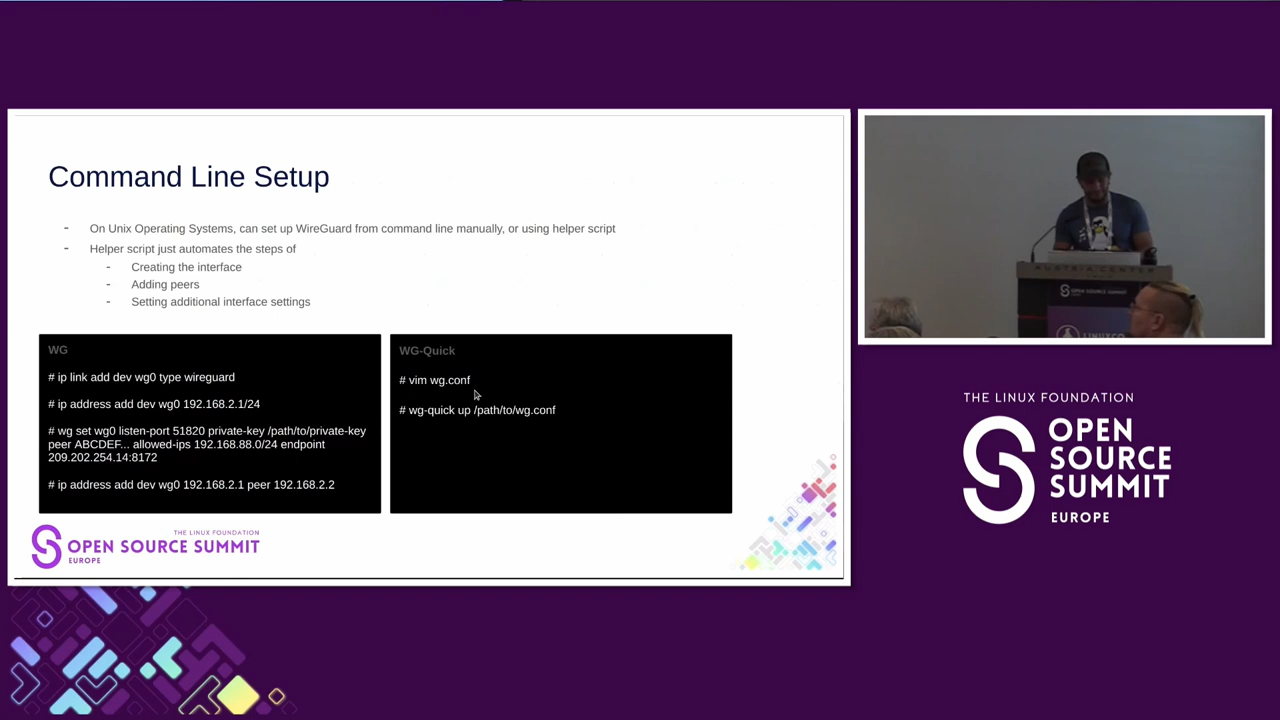 Command Line Setup
- On Unix Operating Systems, can set up WireGuard from command line manually, or using helper script
- Helper script just automates the steps of
- Creating the interface
- Adding peers
- Setting additional interface settings
WG
# ip link add dev wg0 type wireguard
# ip address add dev wg0 192.168.2.1/24
# wg set wg0 listen-port 51820 private-key /path/to/private-key
peer ABCDEF... allowed-ips 192.168.88.0/24 endpoint
209.202.254.14:8172
# ip address add dev wg0 192.168.2.1 peer 192.168.2.2
WG-Quick
# vim wg.conf
# wg-quick up /path/to/wg.conf
THE LINUX FOUNDATION
OPEN SOURCE SUMMIT
EUROPE
AUSTRIA CENTER
OPEN SOURCE SUMMIT
THE LINUX FOUNDATION
OPEN
SOURCE
SUMMIT
EUROPE